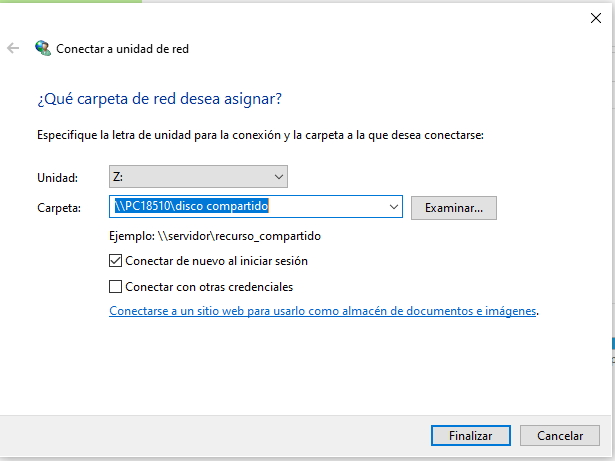 Conectar a unidad de red
¿Qué carpeta de red desea asignar?
Especifique la letra de unidad para la conexión y la carpeta a la que desea conectarse:
Unidad: Z:
Carpeta: \\PC18510\disco compartido Examinar...
Ejemplo: \\servidor\recurso_compartido
Conectar de nuevo al iniciar sesión
Conectar con otras credenciales
Conectarse a un sitio web para usarlo como almacén de documentos e imágenes.
Finalizar Cancelar